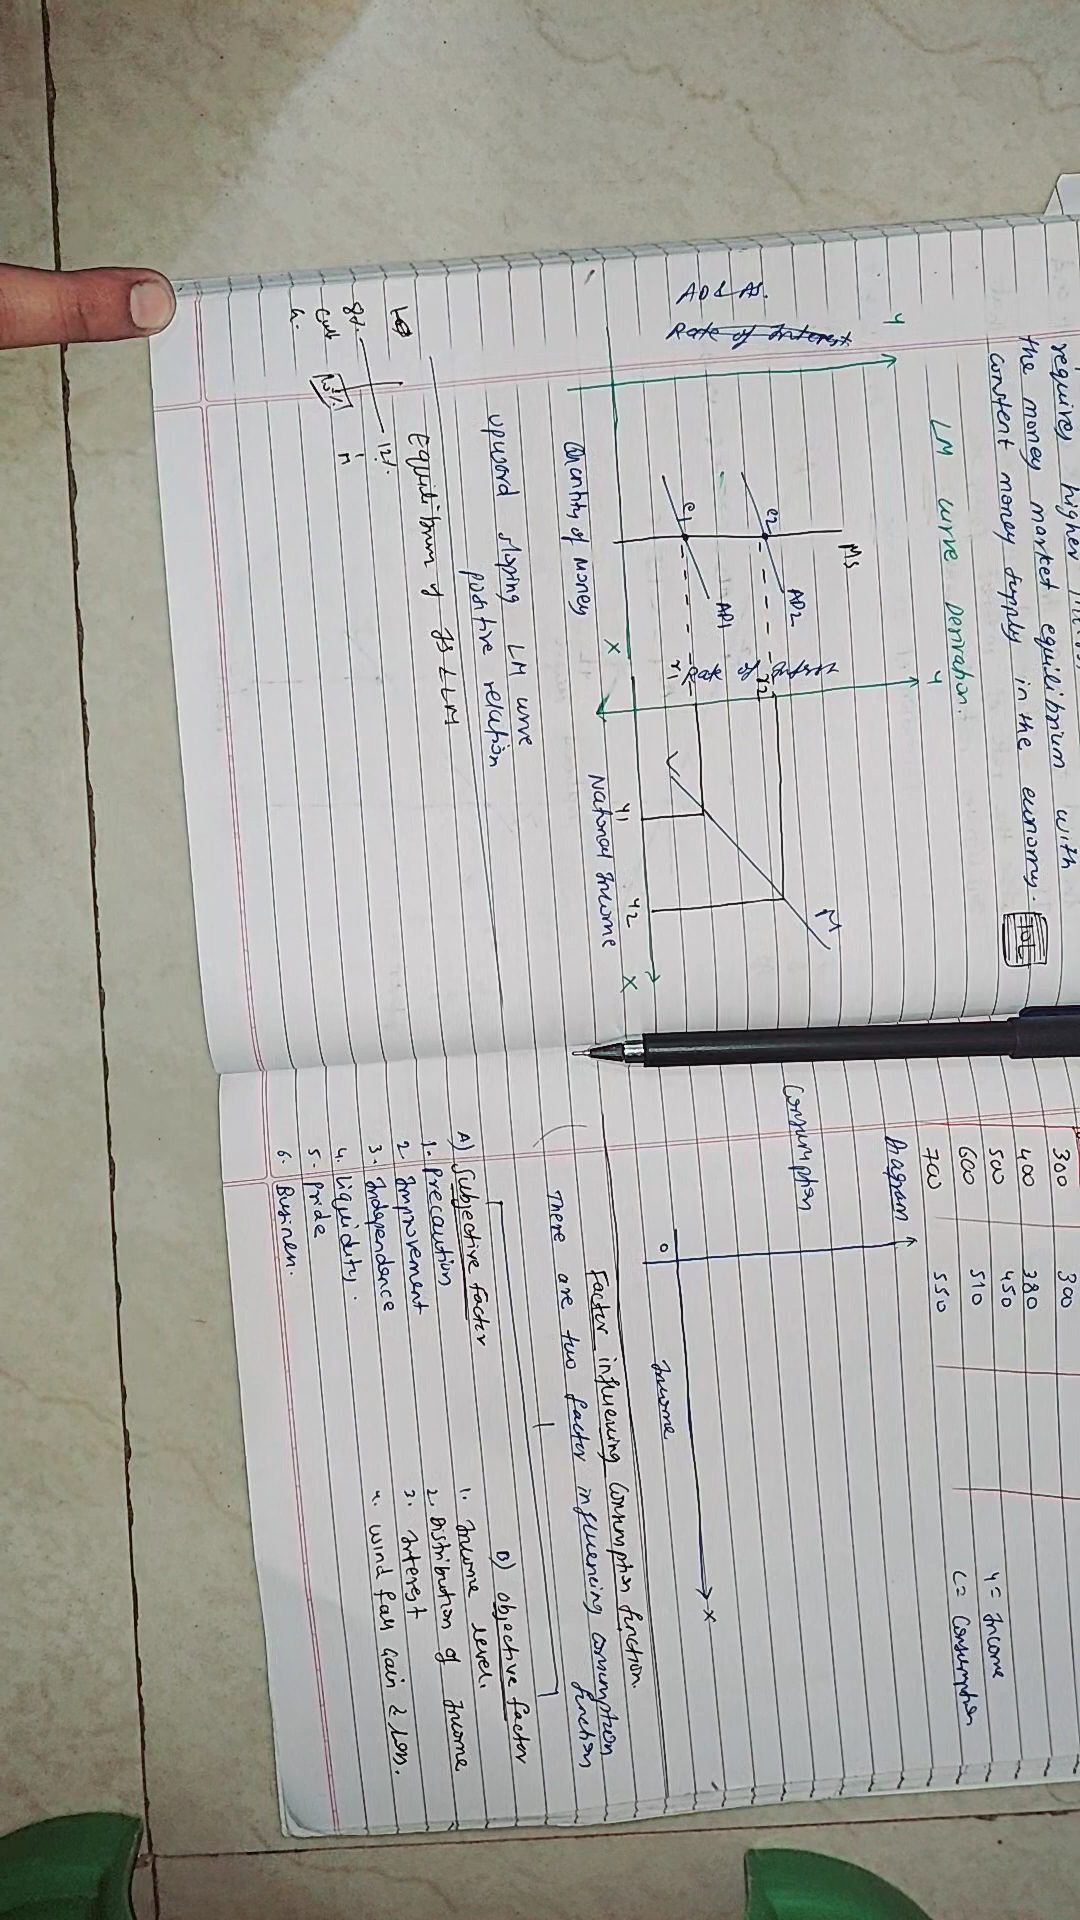 requires higher
the money market equilibrium with
constent money supply in the economy.
LM curve Derivation.
Y
Y
AD & AS.
Rate of Interest
Ms
e2
AD2
e1
AD1
Rate of Interest
r2
r1
M
X
Y1
Y2
X
Quantity of Money
National Income
upword sloping LM curve
positive relation
Equilibrium of IS & LM
12%
M
300 300
400 380
500 450
600 510
700 550
Y = Income
C = Consumption
Diagram
Consumption
O
X
Income
Factor influencing Consumption function.
There are two factor influencing consumption
function
A) Subjective factor
1. Precaution
2. Improvement
3. Independence
4. Liquidity.
5. Pride
6. Business.
B) Objective factor
1. Income level.
2. Distribution of Income
3. Interest
4. Wind fall Gain & loss.